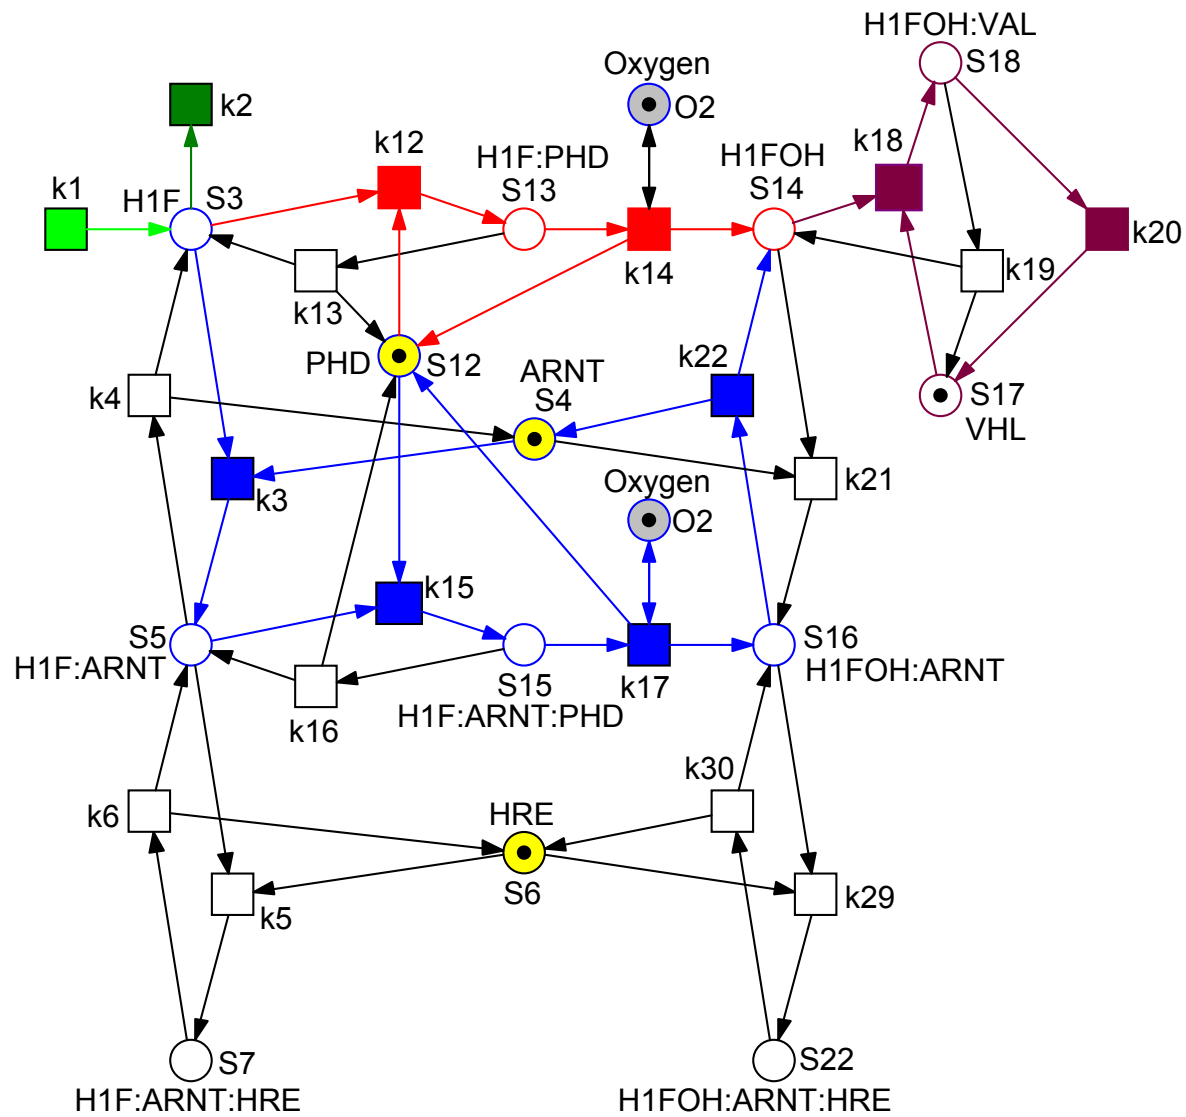 H1FOH:VAL
S18
Oxygen
O2
k2
k12
k18
H1F:PHD
S13
H1FOH
S14
k1
H1F
S3
k20
k14
k19
k13
PHD
S12
k22
ARNT
S4
S17
VHL
k4
k21
k3
Oxygen
O2
k15
S5
H1F:ARNT
S16
H1FOH:ARNT
S15
H1F:ARNT:PHD
k17
k16
k30
k6
HRE
S6
k5
k29
S7
H1F:ARNT:HRE
S22
H1FOH:ARNT:HRE